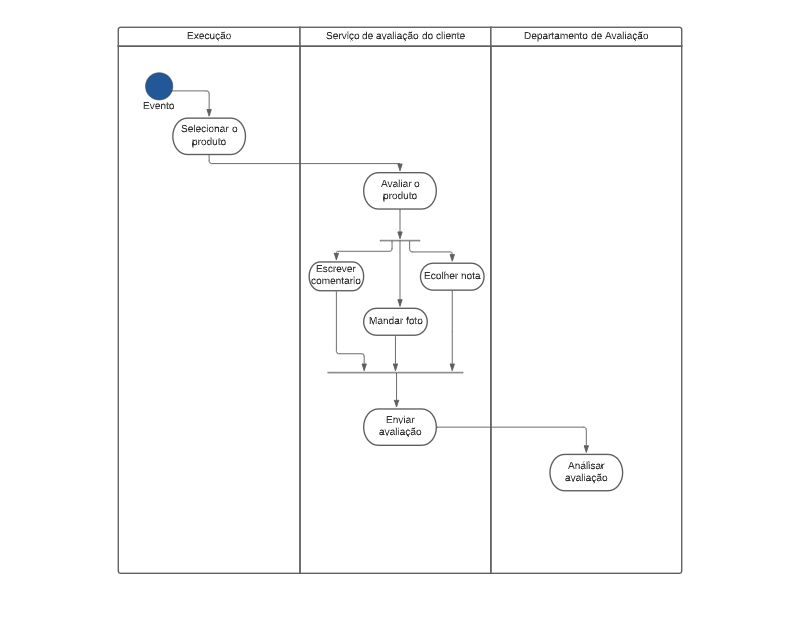 Execução
Serviço de avaliação do cliente
Departamento de Avaliação
Evento
Selecionar o
produto
Avaliar o
produto
Escrever
comentario
Ecolher nota
Mandar foto
Enviar
avaliação
Análisar
avaliação